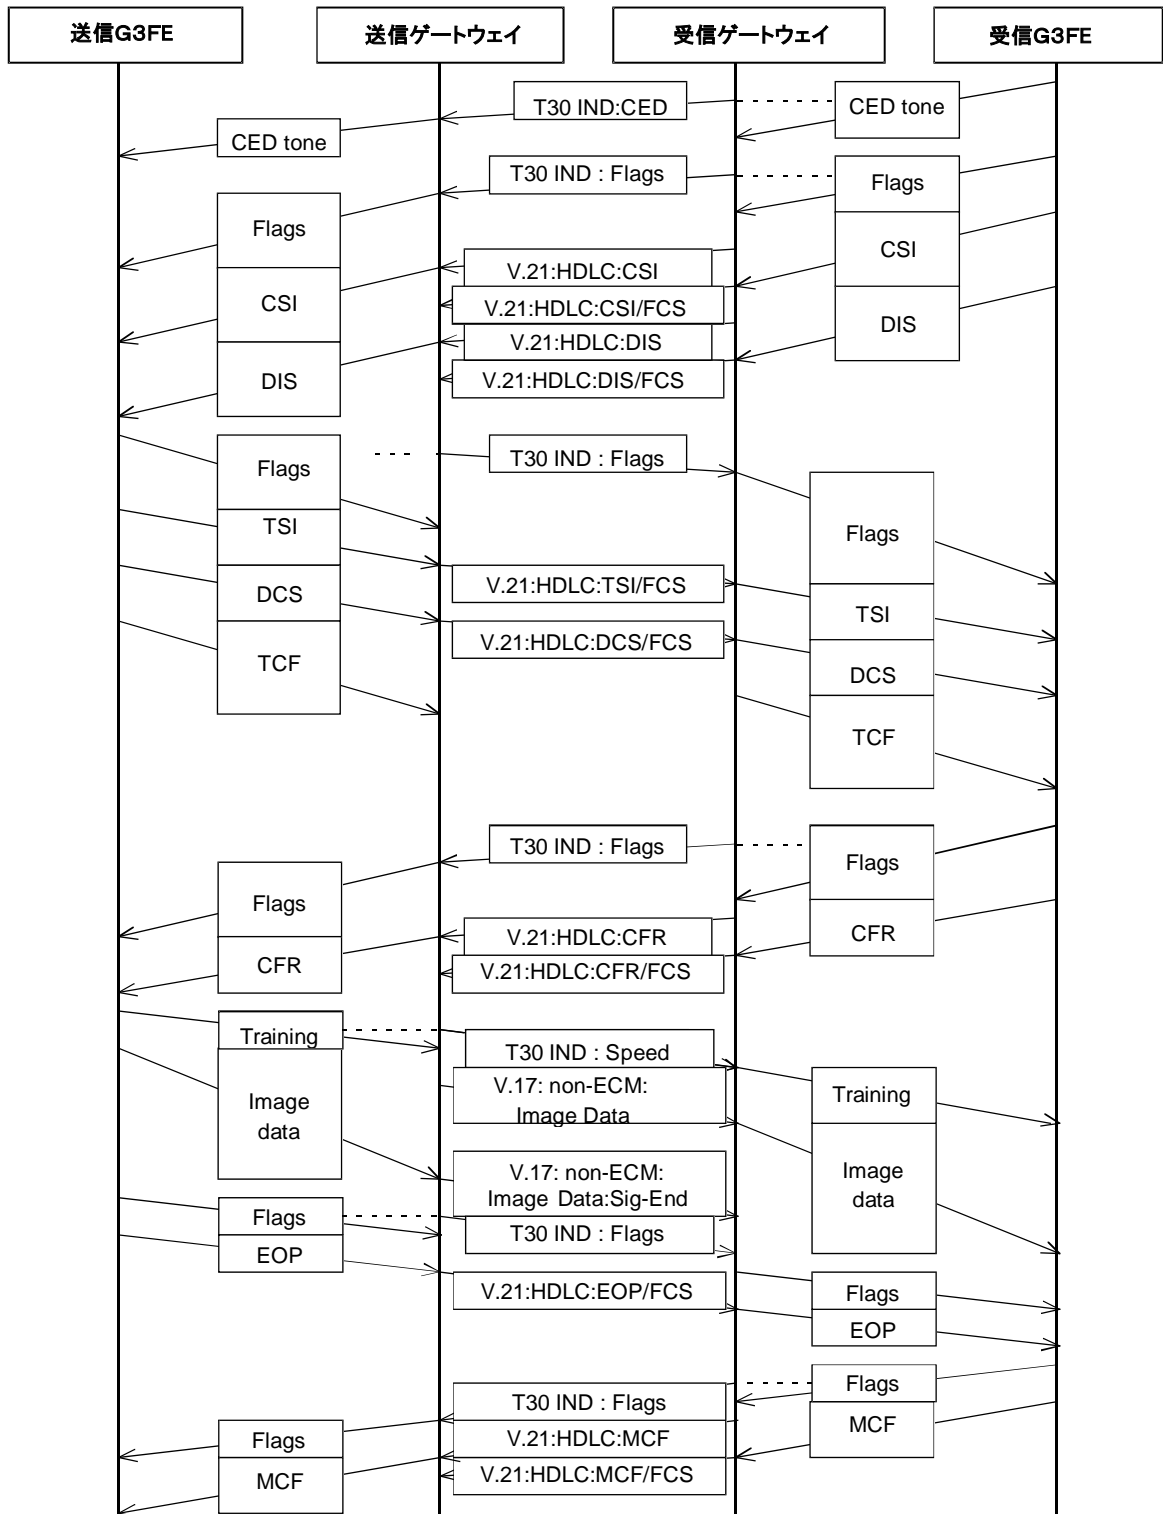 送信G3FE
送信ゲートウェイ
受信ゲートウェイ
受信G3FE
T30 IND:CED
CED tone
CED tone
T30 IND : Flags
Flags
Flags
CSI
V.21:HDLC:CSI
CSI
V.21:HDLC:CSI/FCS
DIS
V.21:HDLC:DIS
DIS
V.21:HDLC:DIS/FCS
Flags
T30 IND : Flags
TSI
Flags
V.21:HDLC:TSI/FCS
DCS
TSI
V.21:HDLC:DCS/FCS
TCF
DCS
TCF
T30 IND : Flags
Flags
Flags
V.21:HDLC:CFR
CFR
CFR
V.21:HDLC:CFR/FCS
Training
T30 IND : Speed
V.17: non-ECM:
Image Data
Training
Image
data
V.17: non-ECM:
Image Data:Sig-End
Image
data
Flags
T30 IND : Flags
EOP
V.21:HDLC:EOP/FCS
Flags
EOP
Flags
T30 IND : Flags
MCF
Flags
V.21:HDLC:MCF
MCF
V.21:HDLC:MCF/FCS